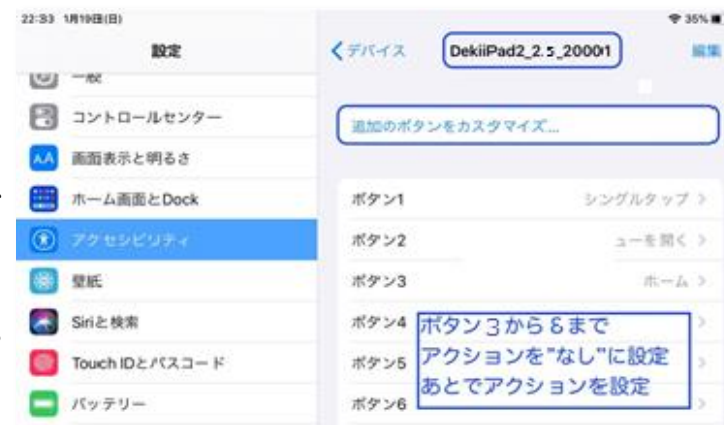 22:33 1月19日(日)
35%
設定
デバイス
DekiiPad2_2.5_20001
編集
一般
コントロールセンター
追加のボタンをカスタマイズ...
画面表示と明るさ
ホーム画面とDock
ボタン1
シングルタップ
アクセシビリティ
ボタン2
ューを開く
壁紙
ボタン3
ホーム
Siriと検索
ボタン4
ボタン3から6まで
Touch IDとパスコード
ボタン5
アクションを"なし"に設定
あとでアクションを設定
バッテリー
ボタン6